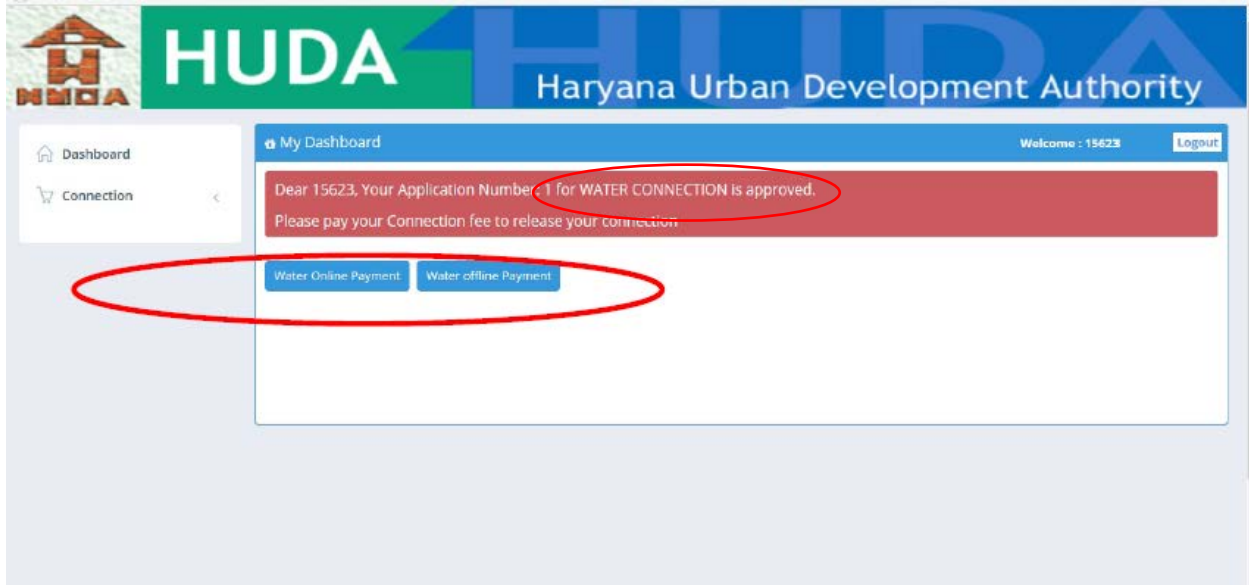 HUDA
Haryana Urban Development Authority
Dashboard
Connection
My Dashboard
Welcome : 15623
Logout
Dear 15623, Your Application Number: 1 for WATER CONNECTION is approved.
Please pay your Connection fee to release your connection
Water Online Payment
Water offline Payment